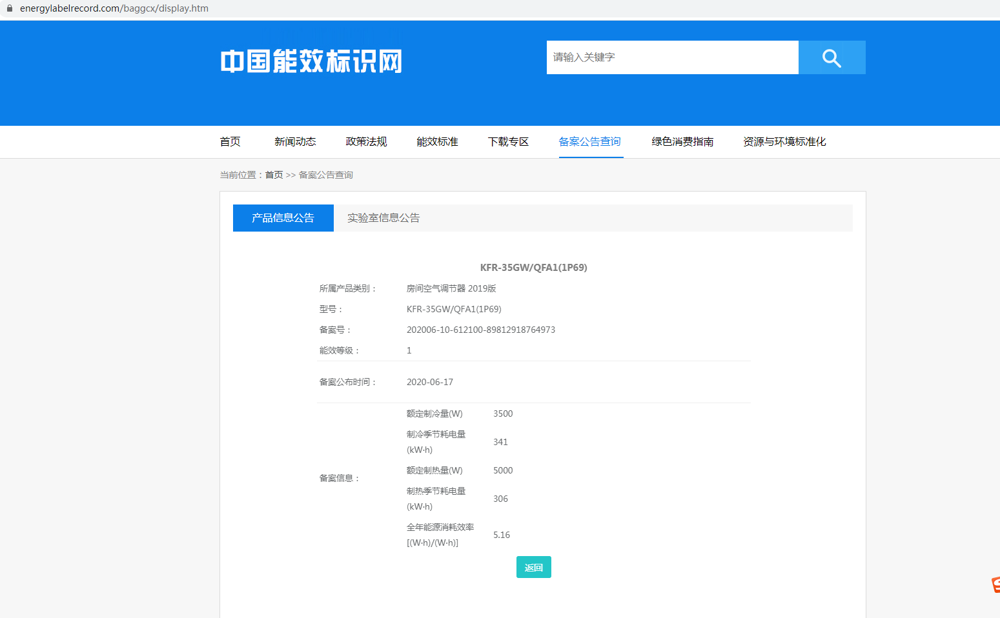 energylabelrecord.com/baggcx/display.htm
中国能效标识网
请输入关键字
首页 新闻动态 政策法规 能效标准 下载专区 备案公告查询 绿色消费指南 资源与环境标准化
当前位置：首页 >> 备案公告查询
产品信息公告 实验室信息公告
KFR-35GW/QFA1(1P69)
所属产品类别： 房间空气调节器 2019版
型号： KFR-35GW/QFA1(1P69)
备案号： 202006-10-612100-89812918764973
能效等级： 1
备案公布时间： 2020-06-17
备案信息：
额定制冷量(W) 3500
制冷季节耗电量
(kW·h)
341
额定制热量(W) 5000
制热季节耗电量
(kW·h)
306
全年能源消耗效率
[(W·h)/(W·h)]
5.16
返回